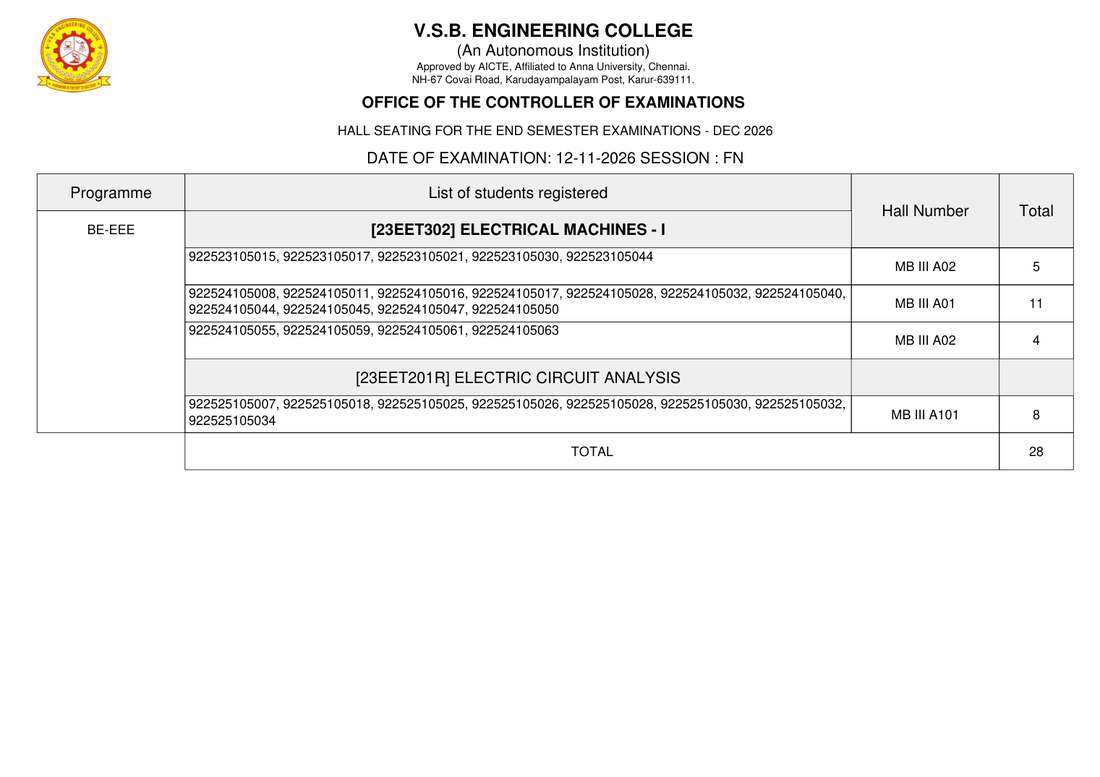 V.S.B. ENGINEERING COLLEGE
(An Autonomous Institution)
Approved by AICTE, Affiliated to Anna University, Chennai.
NH-67 Covai Road, Karudayampalayam Post, Karur-639111.
OFFICE OF THE CONTROLLER OF EXAMINATIONS
HALL SEATING FOR THE END SEMESTER EXAMINATIONS - DEC 2026
DATE OF EXAMINATION: 12-11-2026 SESSION : FN
Programme List of students registered Hall Number Total
BE-EEE [23EET302] ELECTRICAL MACHINES - I
922523105015, 922523105017, 922523105021, 922523105030, 922523105044 MB III A02 5
922524105008, 922524105011, 922524105016, 922524105017, 922524105028, 922524105032, 922524105040,
922524105044, 922524105045, 922524105047, 922524105050 MB III A01 11
922524105055, 922524105059, 922524105061, 922524105063 MB III A02 4
[23EET201R] ELECTRIC CIRCUIT ANALYSIS
922525105007, 922525105018, 922525105025, 922525105026, 922525105028, 922525105030, 922525105032,
922525105034 MB III A101 8
TOTAL 28